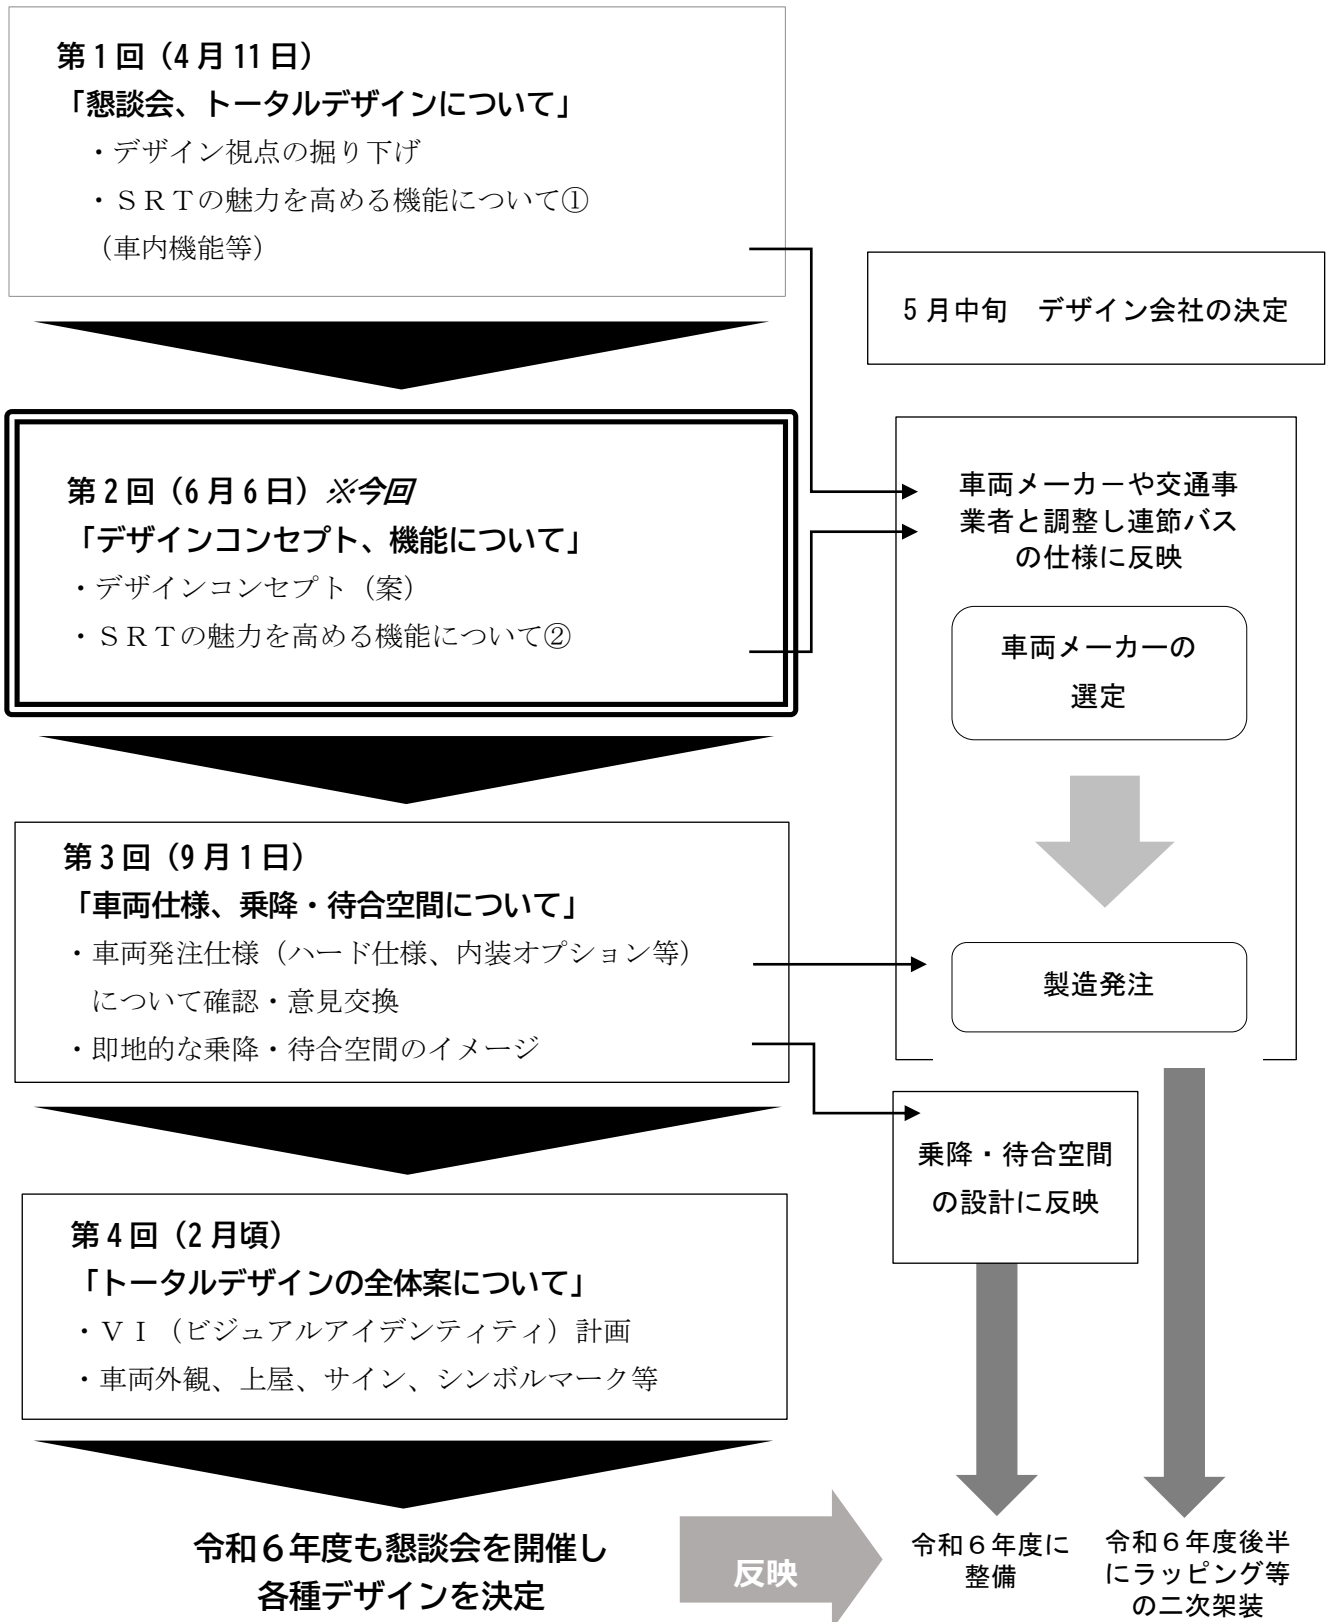 第1回（4月11日）
「懇談会、トータルデザインについて」
・デザイン視点の掘り下げ
・ＳＲＴの魅力を高める機能について①
（車内機能等）
5月中旬　デザイン会社の決定
第2回（6月6日）※今回
「デザインコンセプト、機能について」
・デザインコンセプト（案）
・ＳＲＴの魅力を高める機能について②
車両メーカーや交通事
業者と調整し連節バス
の仕様に反映
車両メーカーの
選定
製造発注
第3回（9月1日）
「車両仕様、乗降・待合空間について」
・車両発注仕様（ハード仕様、内装オプション等）
について確認・意見交換
・即地的な乗降・待合空間のイメージ
乗降・待合空間
の設計に反映
第4回（2月頃）
「トータルデザインの全体案について」
・ＶＩ（ビジュアルアイデンティティ）計画
・車両外観、上屋、サイン、シンボルマーク等
令和６年度も懇談会を開催し
各種デザインを決定
反映
令和６年度に
整備
令和６年度後半
にラッピング等
の二次架装